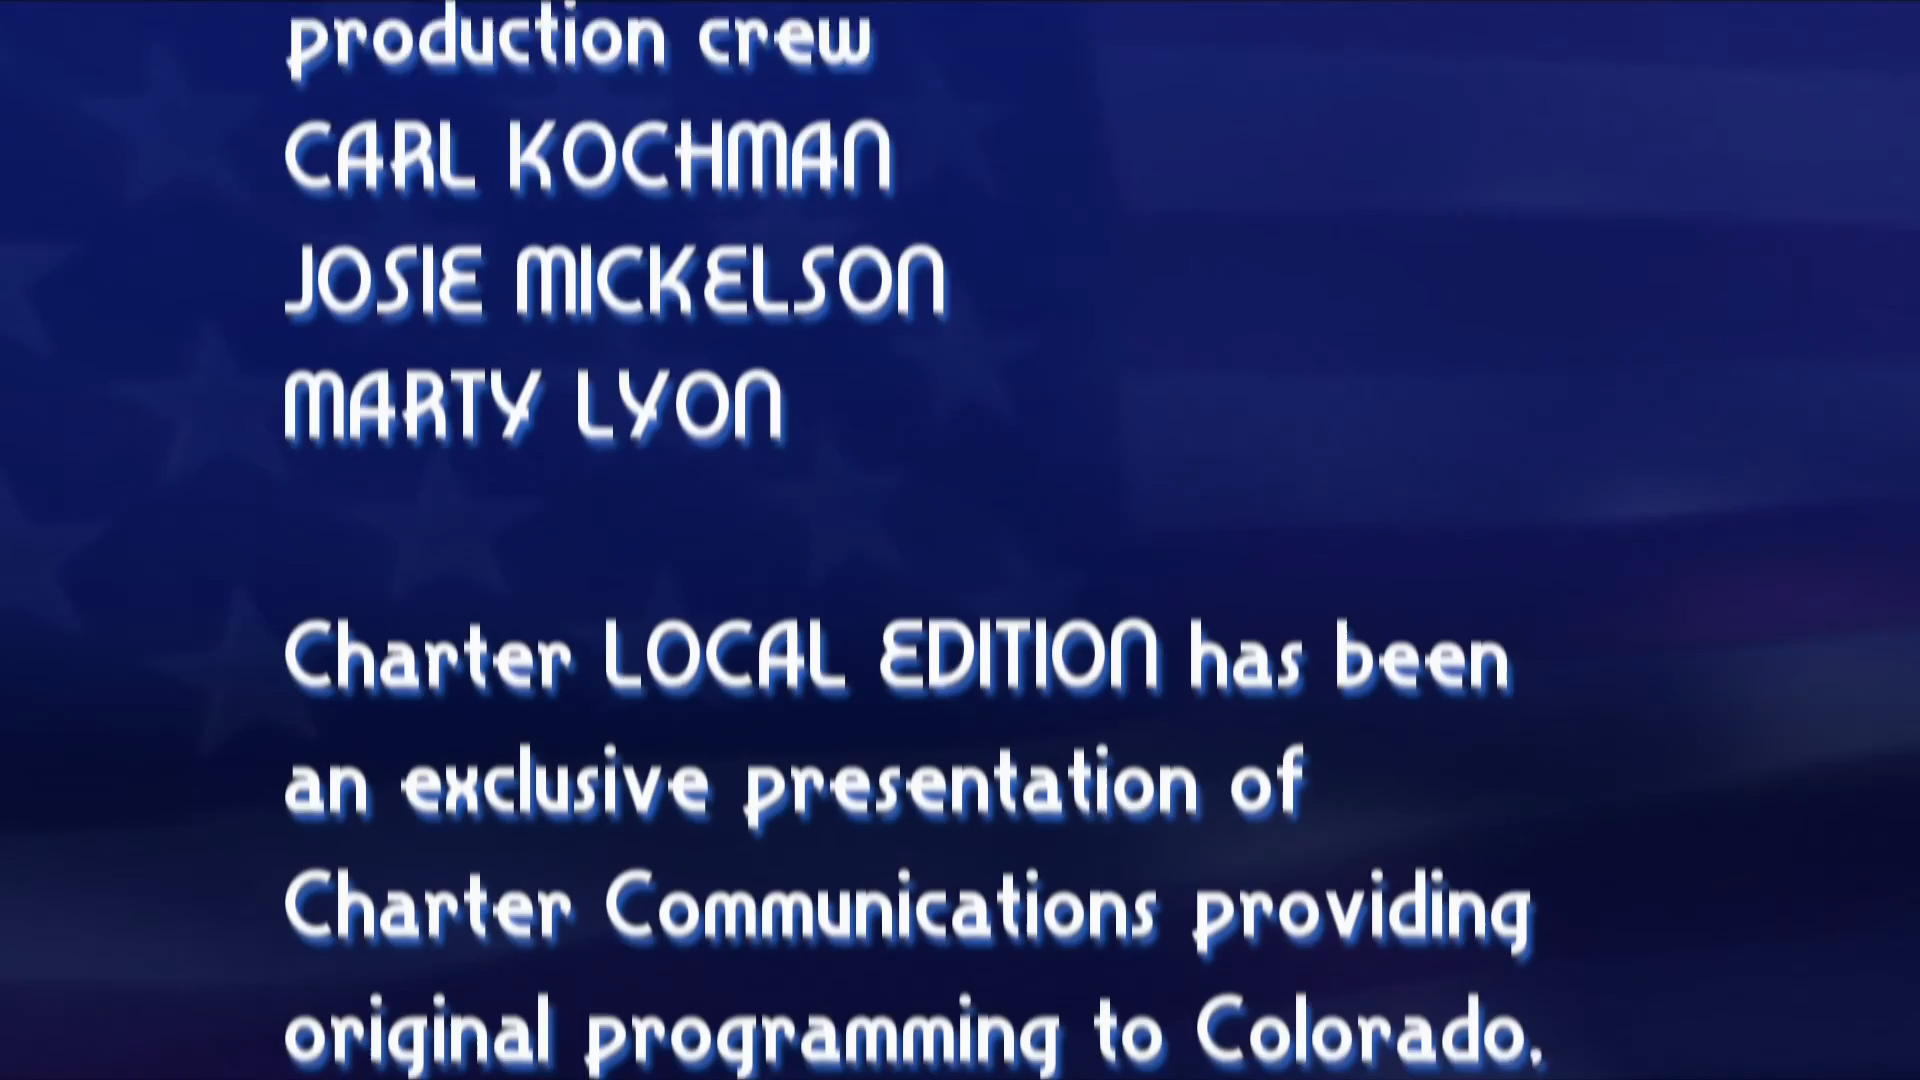 production crew
CARL KOCHMAN
JOSIE MICKELSON
MARTY LYON
Charter LOCAL EDITION has been
an exclusive presentation of
Charter Communications providing
original programming to Colorado,